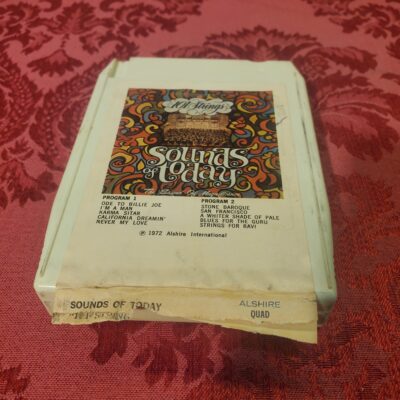 101 Strings
Sounds
of today
PROGRAM 1
ODE TO BILLIE JOE
I'M A MAN
KARMA SITAR
CALIFORNIA DREAMIN'
NEVER MY LOVE
PROGRAM 2
STONE BAROQUE
SAN FRANCISCO
A WHITER SHADE OF PALE
BLUES FOR THE GURU
STRINGS FOR RAVI
℗ 1972 Alshire International
SOUNDS OF TODAY
ALSHIRE
QUAD